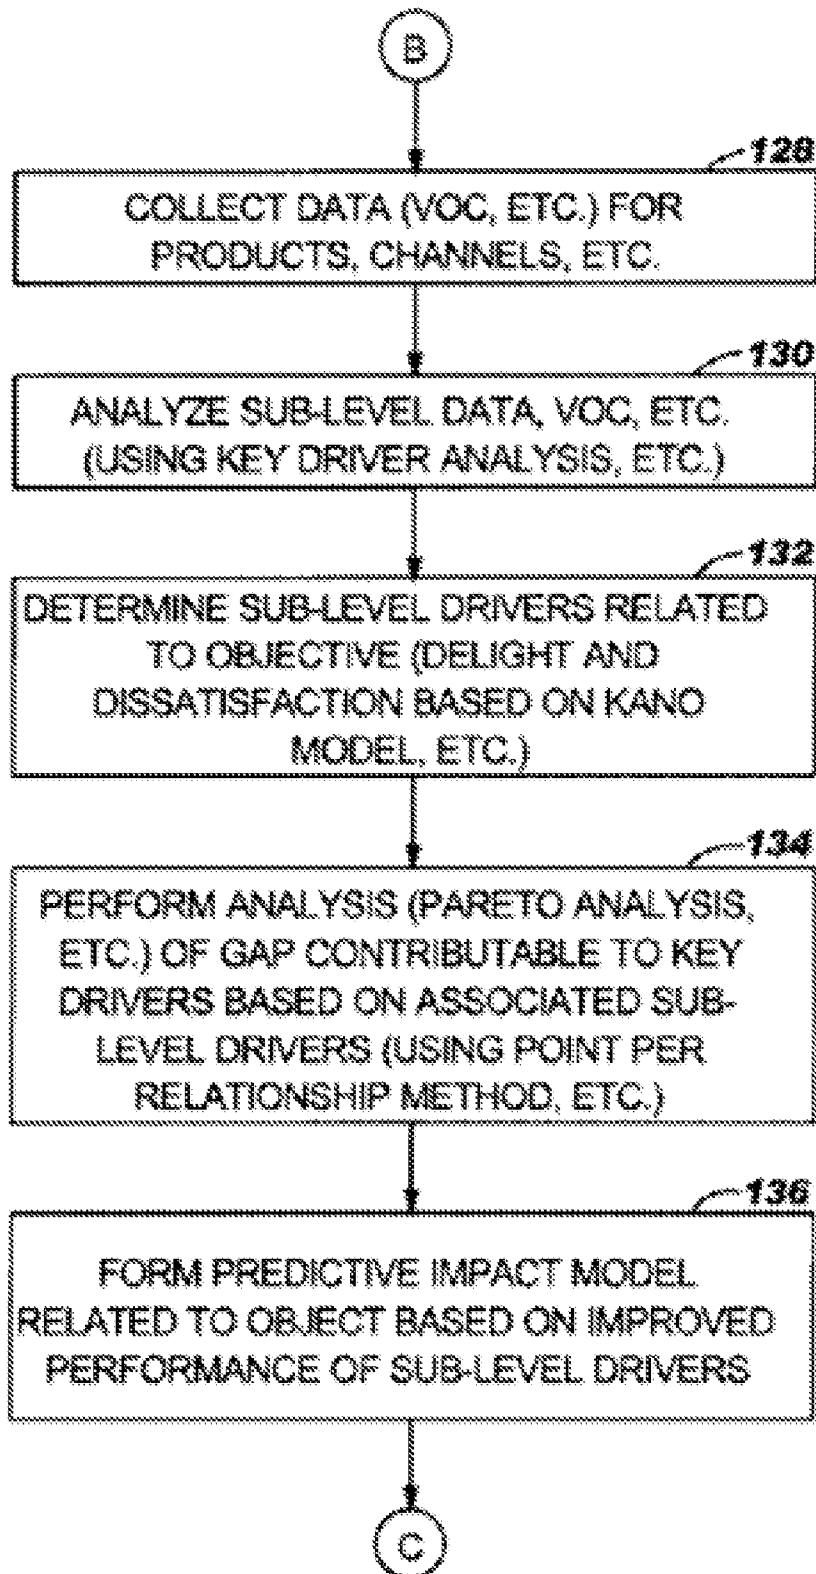 B
128
COLLECT DATA (VOC, ETC.) FOR
PRODUCTS, CHANNELS, ETC.
130
ANALYZE SUB-LEVEL DATA, VOC, ETC.
(USING KEY DRIVER ANALYSIS, ETC.)
132
DETERMINE SUB-LEVEL DRIVERS RELATED
TO OBJECTIVE (DELIGHT AND
DISSATISFACTION BASED ON KANO
MODEL, ETC.)
134
PERFORM ANALYSIS (PARETO ANALYSIS,
ETC.) OF GAP CONTRIBUTABLE TO KEY
DRIVERS BASED ON ASSOCIATED SUB-
LEVEL DRIVERS (USING POINT PER
RELATIONSHIP METHOD, ETC.)
136
FORM PREDICTIVE IMPACT MODEL
RELATED TO OBJECT BASED ON IMPROVED
PERFORMANCE OF SUB-LEVEL DRIVERS
C